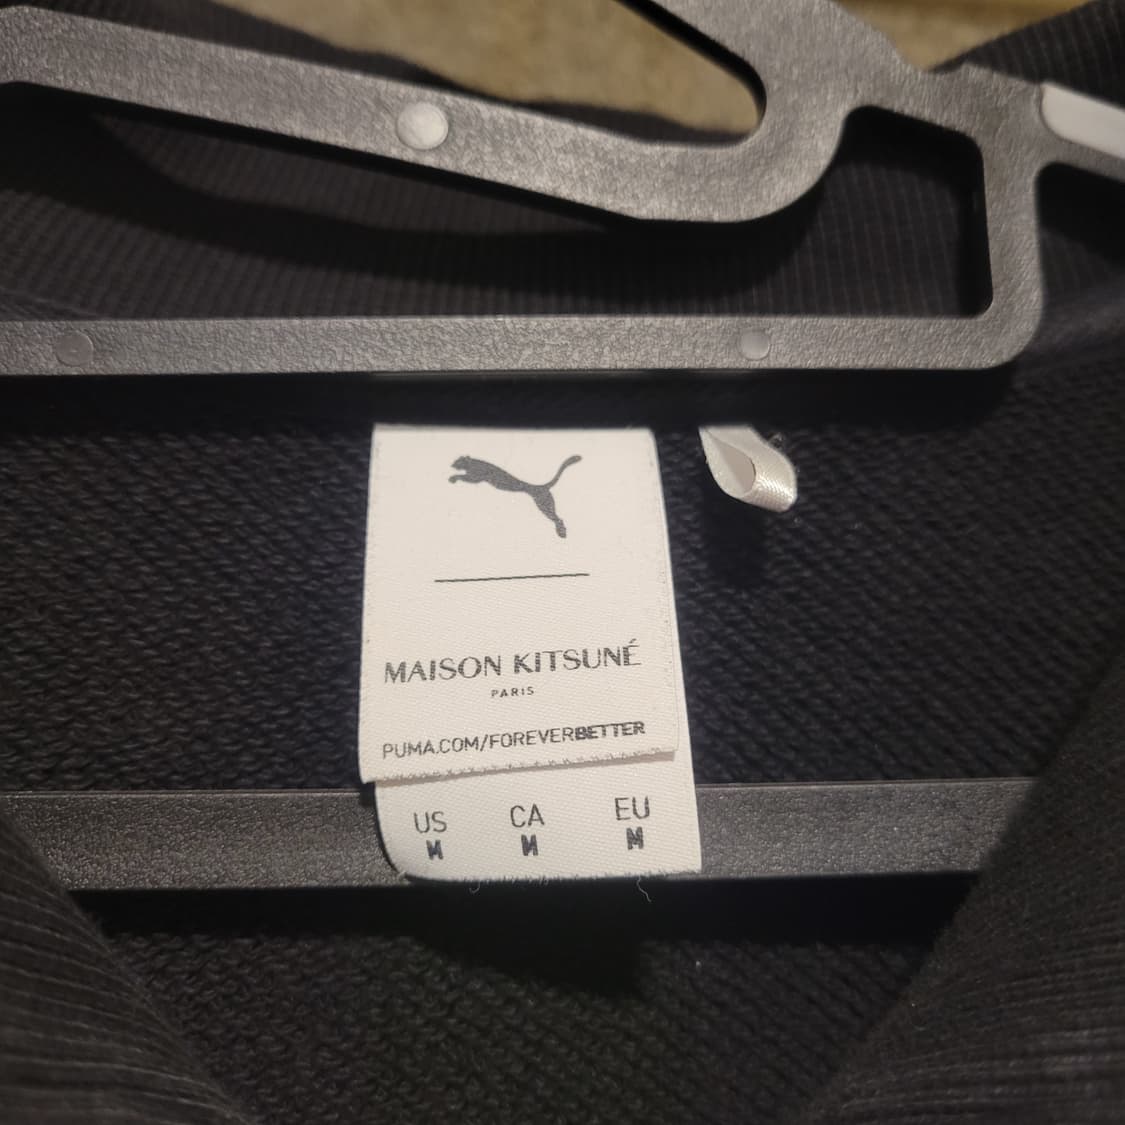 MAISON KITSUNÉ
PARIS
PUMA.COM/FOREVERBETTER
US CA EU
M M M